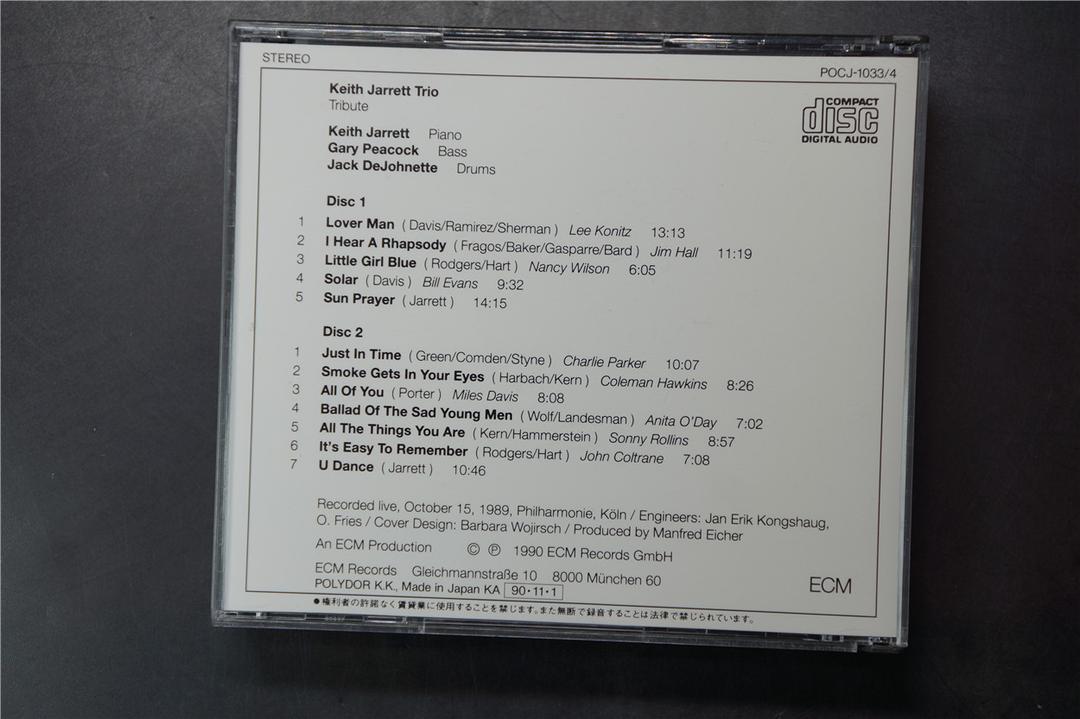 STEREO
POCJ-1033/4
Keith Jarrett Trio
Tribute
COMPACT
disc
DIGITAL AUDIO
Keith Jarrett Piano
Gary Peacock Bass
Jack DeJohnette Drums
Disc 1
1 Lover Man ( Davis/Ramirez/Sherman ) Lee Konitz 13:13
2 I Hear A Rhapsody ( Fragos/Baker/Gasparre/Bard ) Jim Hall 11:19
3 Little Girl Blue ( Rodgers/Hart ) Nancy Wilson 6:05
4 Solar ( Davis ) Bill Evans 9:32
5 Sun Prayer ( Jarrett ) 14:15
Disc 2
1 Just In Time ( Green/Comden/Styne ) Charlie Parker 10:07
2 Smoke Gets In Your Eyes ( Harbach/Kern ) Coleman Hawkins 8:26
3 All Of You ( Porter ) Miles Davis 8:08
4 Ballad Of The Sad Young Men ( Wolf/Landesman ) Anita O'Day 7:02
5 All The Things You Are ( Kern/Hammerstein ) Sonny Rollins 8:57
6 It's Easy To Remember ( Rodgers/Hart ) John Coltrane 7:08
7 U Dance ( Jarrett ) 10:46
Recorded live, October 15, 1989, Philharmonie, Köln / Engineers: Jan Erik Kongshaug,
O. Fries / Cover Design: Barbara Wojirsch / Produced by Manfred Eicher
An ECM Production © ℗ 1990 ECM Records GmbH
ECM Records Gleichmannstraße 10 8000 München 60
ECM
POLYDOR K.K., Made in Japan KA 90・11・1
●権利者の許諾なく賃貸業に使用することを禁じます。また無断で録音することは法律で禁じられています。